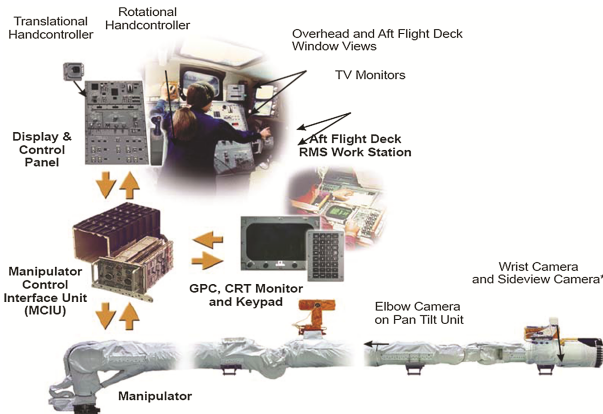 Translational
Handcontroller
Rotational
Handcontroller
Overhead and Aft Flight Deck
Window Views
TV Monitors
Display &
Control
Panel
Aft Flight Deck
RMS Work Station
Manipulator
Control
Interface Unit
(MCIU)
GPC, CRT Monitor
and Keypad
Wrist Camera
and Sideview Camera*
Elbow Camera
on Pan Tilt Unit
Manipulator